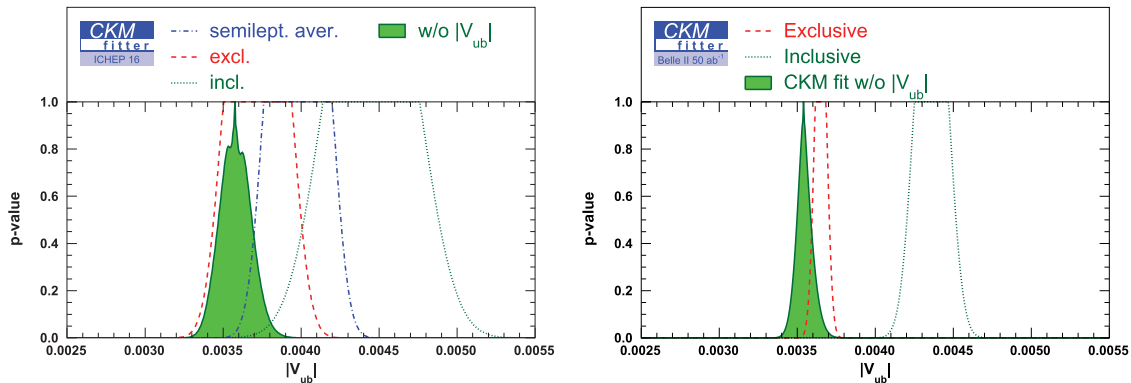 CKM
fitter
ICHEP 16
semilept. aver.
excl.
incl.
w/o |Vub|
1.0
0.8
0.6
0.4
0.2
0.0
p-value
0.0025 0.0030 0.0035 0.0040 0.0045 0.0050 0.0055
|Vub|
CKM
fitter
Belle II 50 ab-1
Exclusive
Inclusive
CKM fit w/o |Vub|
1.0
0.8
0.6
0.4
0.2
0.0
p-value
0.0025 0.0030 0.0035 0.0040 0.0045 0.0050 0.0055
|Vub|